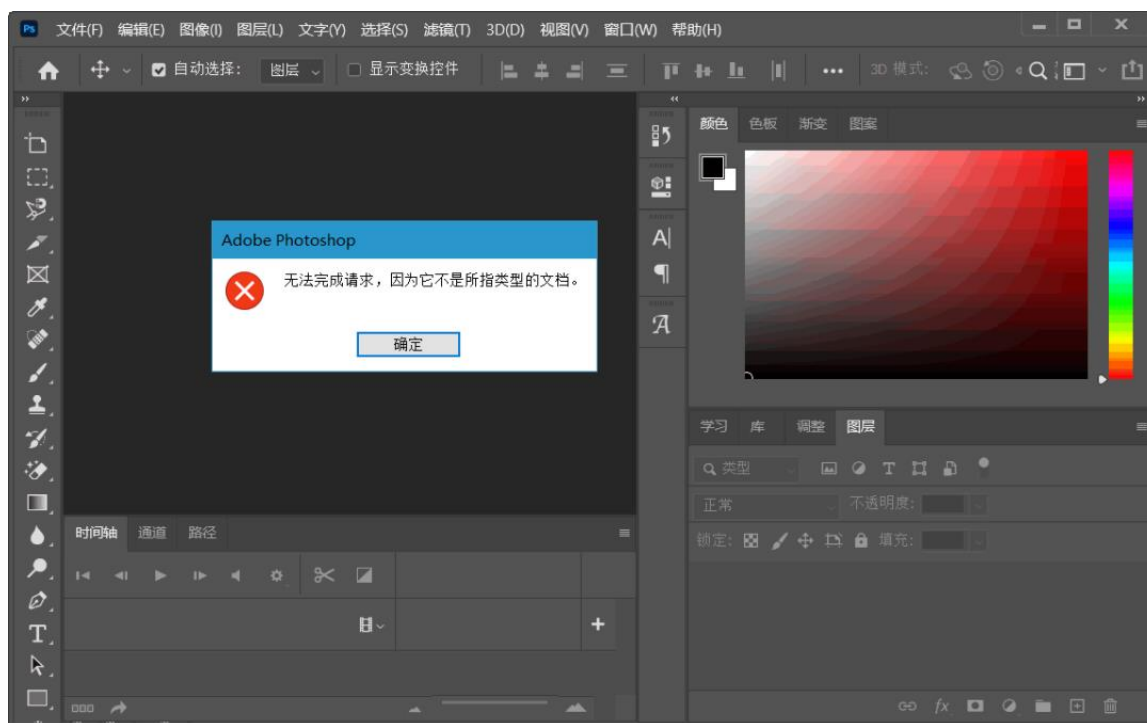 Ps 文件(F) 编辑(E) 图像(I) 图层(L) 文字(Y) 选择(S) 滤镜(T) 3D(D) 视图(V) 窗口(W) 帮助(H)
自动选择： 图层 显示变换控件 3D 模式:
颜色 色板 渐变 图案
Adobe Photoshop
无法完成请求，因为它不是所指类型的文档。
确定
学习 库 调整 图层
类型
正常 不透明度:
锁定: 填充:
时间轴 通道 路径
fx